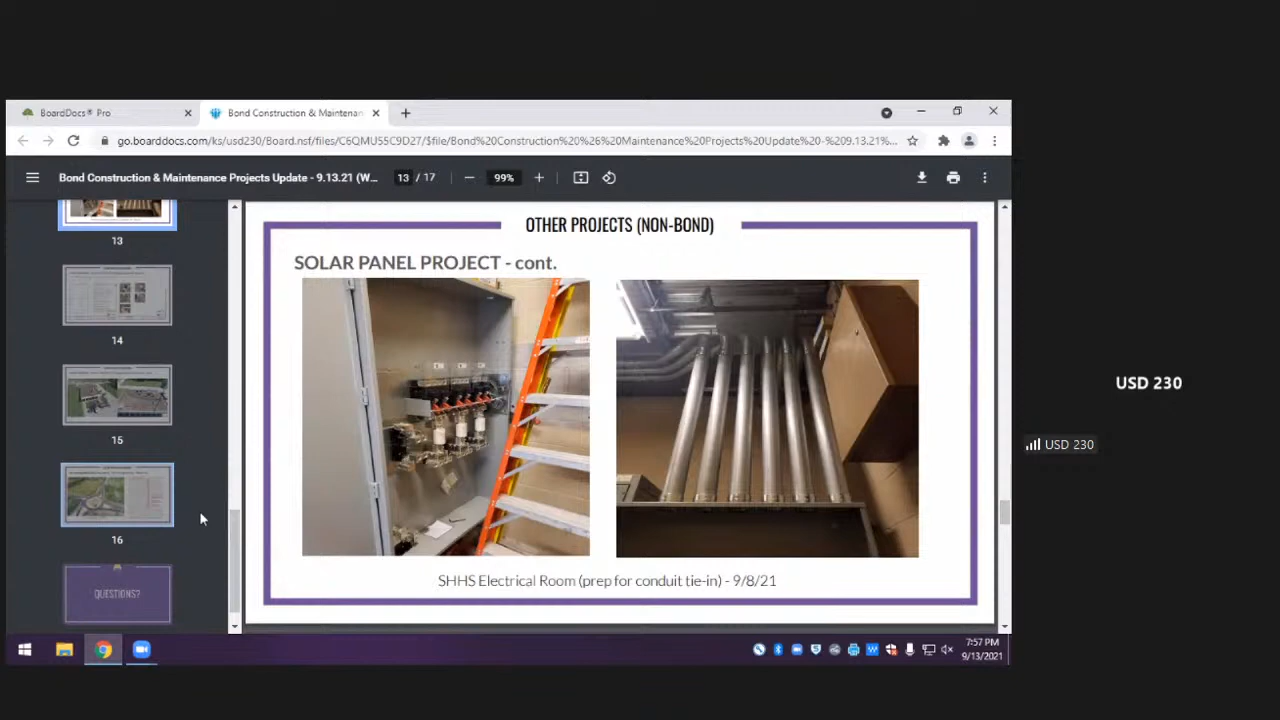 BoardDocs® Pro
Bond Construction & Maintenan
go.boarddocs.com/ks/usd230/Board.nsf/files/C6QMU55C9D27/$file/Bond%20Construction%20%26%20Maintenance%20Projects%20Update%20-%209.13.21%...
Bond Construction & Maintenance Projects Update - 9.13.21 (W...
13 / 17
99%
13
14
15
16
QUESTIONS?
OTHER PROJECTS (NON-BOND)
SOLAR PANEL PROJECT - cont.
SHHS Electrical Room (prep for conduit tie-in) - 9/8/21
USD 230
USD 230
7:57 PM
9/13/2021